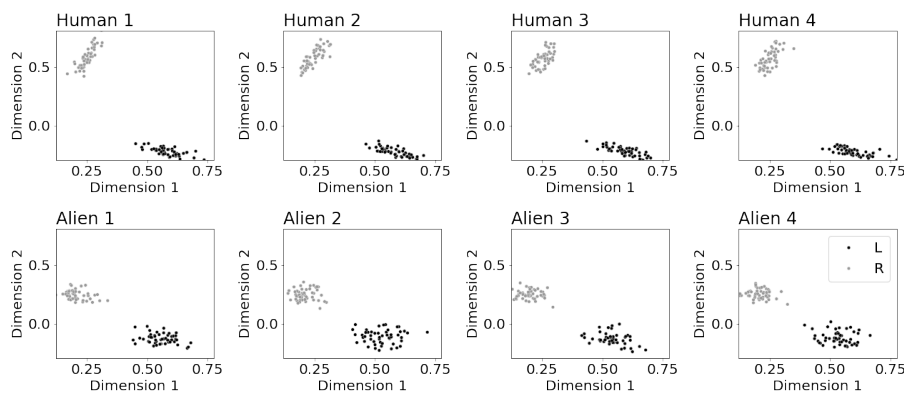 Human 1
Human 2
Human 3
Human 4
Dimension 2
0.5
0.0
0.25 0.50 0.75
Dimension 1
Dimension 2
0.5
0.0
0.25 0.50 0.75
Dimension 1
Dimension 2
0.5
0.0
0.25 0.50 0.75
Dimension 1
Dimension 2
0.5
0.0
0.25 0.50 0.75
Dimension 1
Alien 1
Alien 2
Alien 3
Alien 4
Dimension 2
0.5
0.0
0.25 0.50 0.75
Dimension 1
Dimension 2
0.5
0.0
0.25 0.50 0.75
Dimension 1
Dimension 2
0.5
0.0
0.25 0.50 0.75
Dimension 1
Dimension 2
0.5
0.0
0.25 0.50 0.75
Dimension 1
L
R